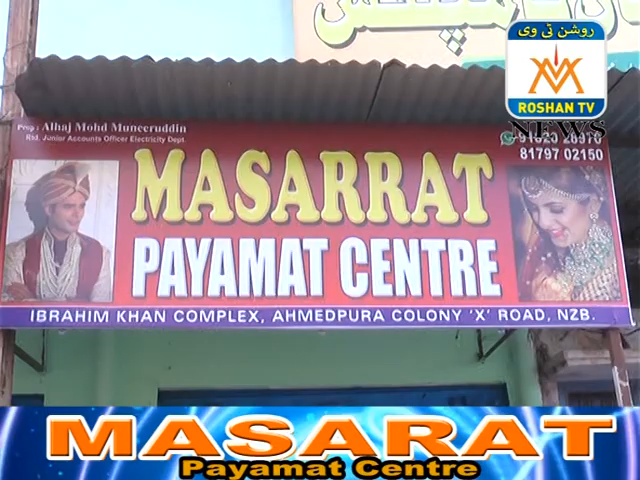 روشن ٹی وی
ROSHAN TV
NEWS
Prop : Alhaj Mohd Muneeruddin
Rtd. Junior Accounts Officer Electricity Dept.
81797 02150
MASARRAT
PAYAMAT CENTRE
IBRAHIM KHAN COMPLEX, AHMEDPURA COLONY 'X' ROAD, NZB.
MASARAT
Payamat Centre